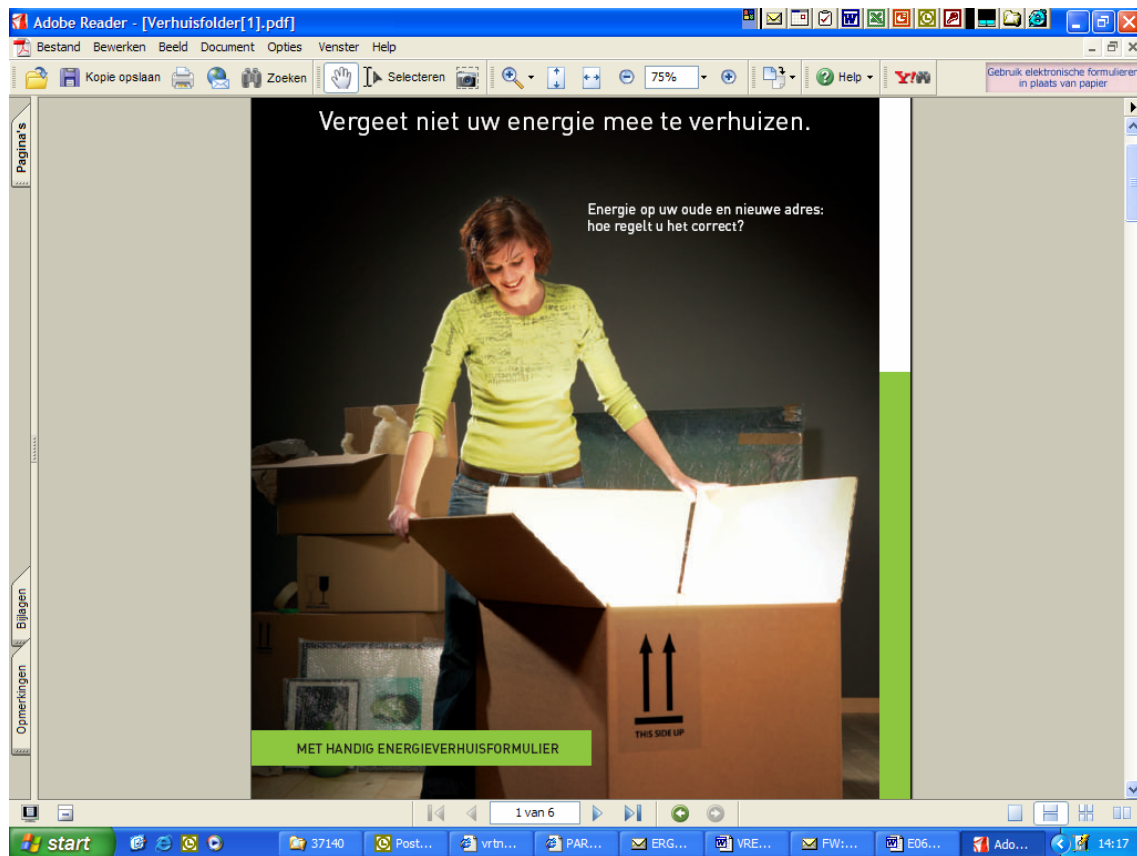 Adobe Reader - [Verhuisfolder[1].pdf]
Bestand Bewerken Beeld Document Opties Venster Help
Kopie opslaan Zoeken Selecteren 75% Help Y!
Gebruik elektronische formulieren
in plaats van papier
Pagina's
Vergeet niet uw energie mee te verhuizen.
Energie op uw oude en nieuwe adres:
hoe regelt u het correct?
Bijlagen
Opmerkingen
THIS SIDE UP
MET HANDIG ENERGIEVERHUISFORMULIER
1 van 6
start 37140 Post... vrtn... PAR... ERG... VRE... FW:... E06... Ado... 14:17